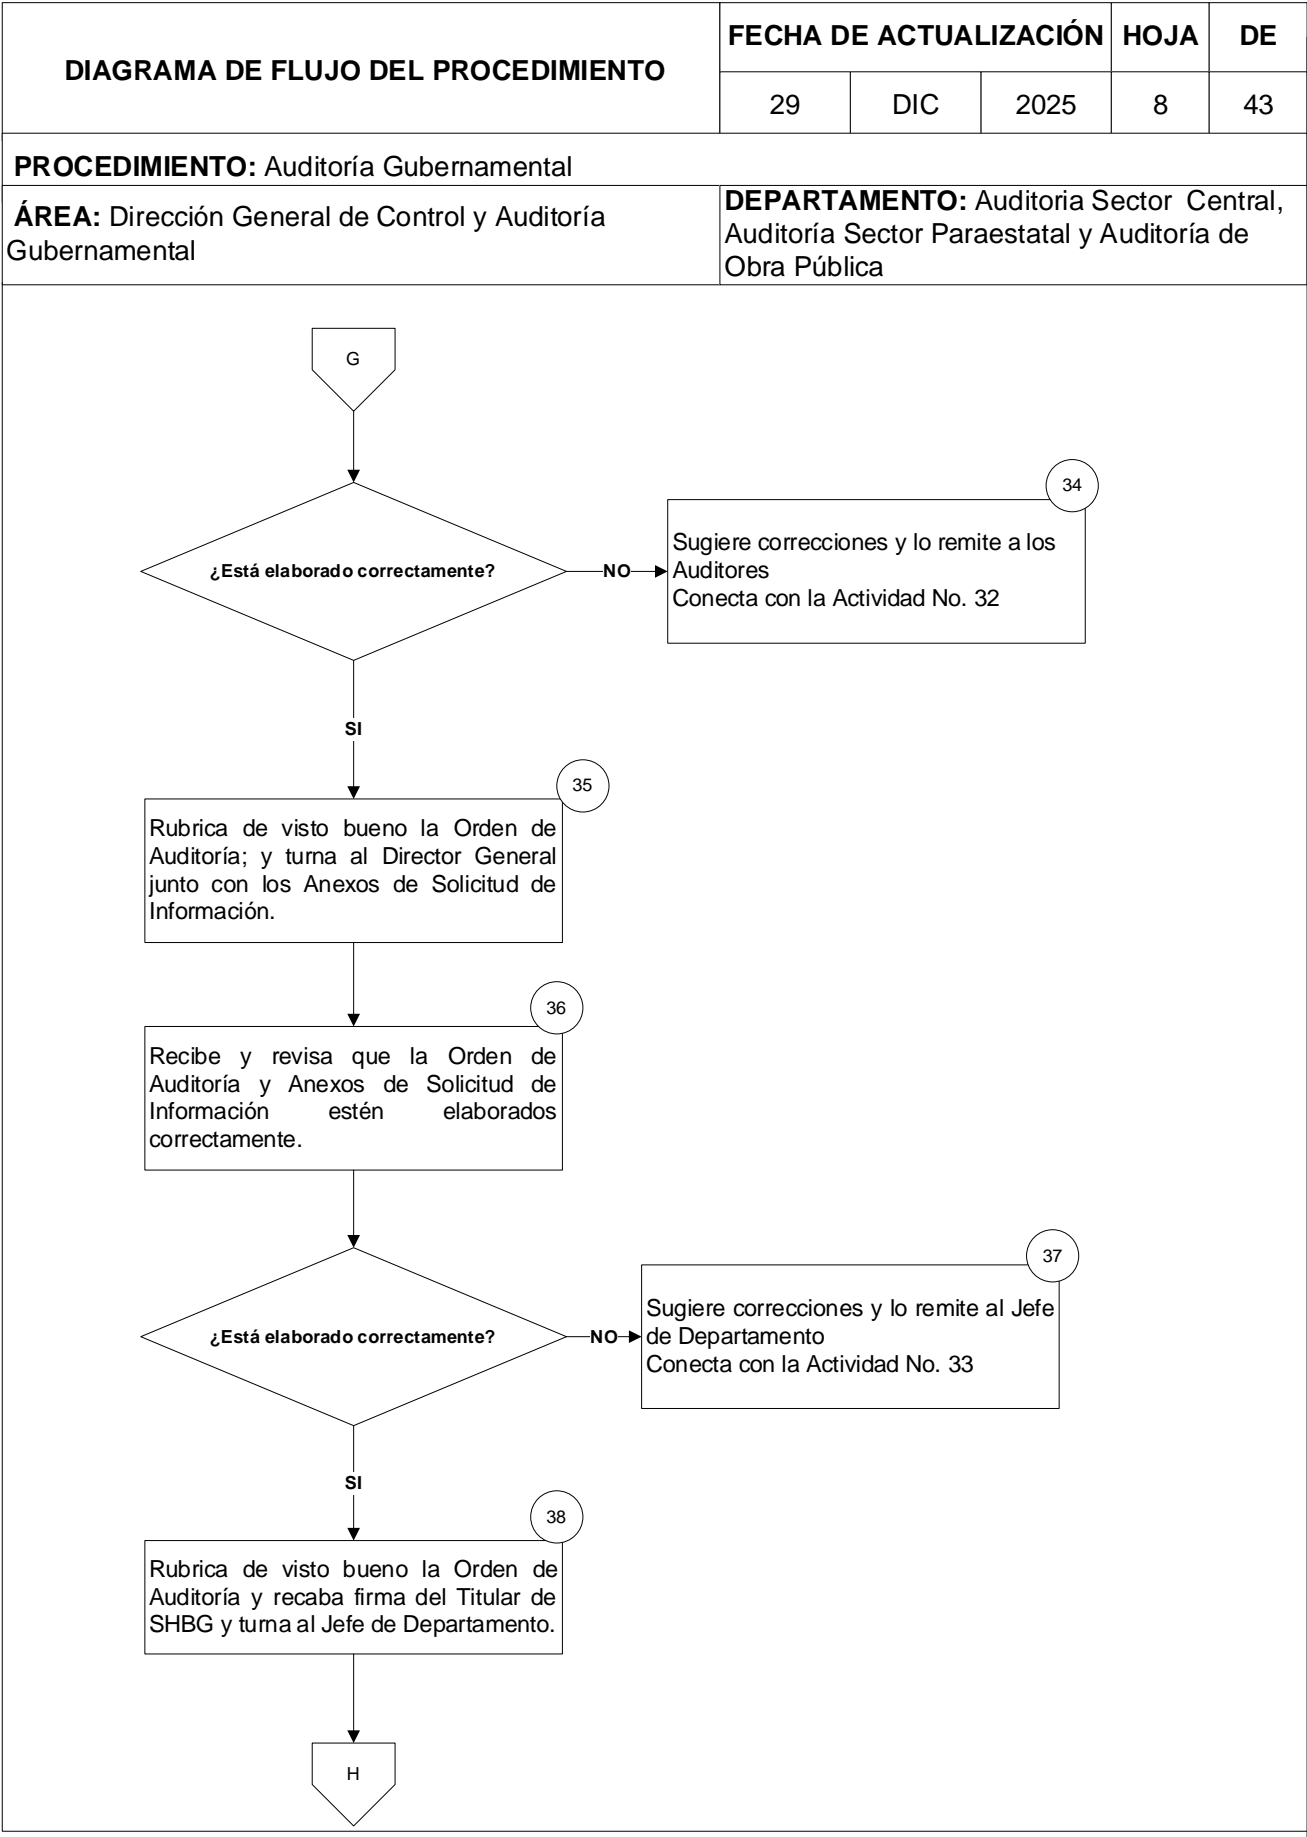 DIAGRAMA DE FLUJO DEL PROCEDIMIENTO
FECHA DE ACTUALIZACIÓN HOJA DE
29 DIC 2025 8 43
PROCEDIMIENTO: Auditoría Gubernamental
ÁREA: Dirección General de Control y Auditoría
Gubernamental
DEPARTAMENTO: Auditoria Sector Central,
Auditoría Sector Paraestatal y Auditoría de
Obra Pública
G
¿Está elaborado correctamente?
NO
34
Sugiere correcciones y lo remite a los
Auditores
Conecta con la Actividad No. 32
SI
35
Rubrica de visto bueno la Orden de
Auditoría; y turna al Director General
junto con los Anexos de Solicitud de
Información.
36
Recibe y revisa que la Orden de
Auditoría y Anexos de Solicitud de
Información estén elaborados
correctamente.
¿Está elaborado correctamente?
NO
37
Sugiere correcciones y lo remite al Jefe
de Departamento
Conecta con la Actividad No. 33
SI
38
Rubrica de visto bueno la Orden de
Auditoría y recaba firma del Titular de
SHBG y turna al Jefe de Departamento.
H